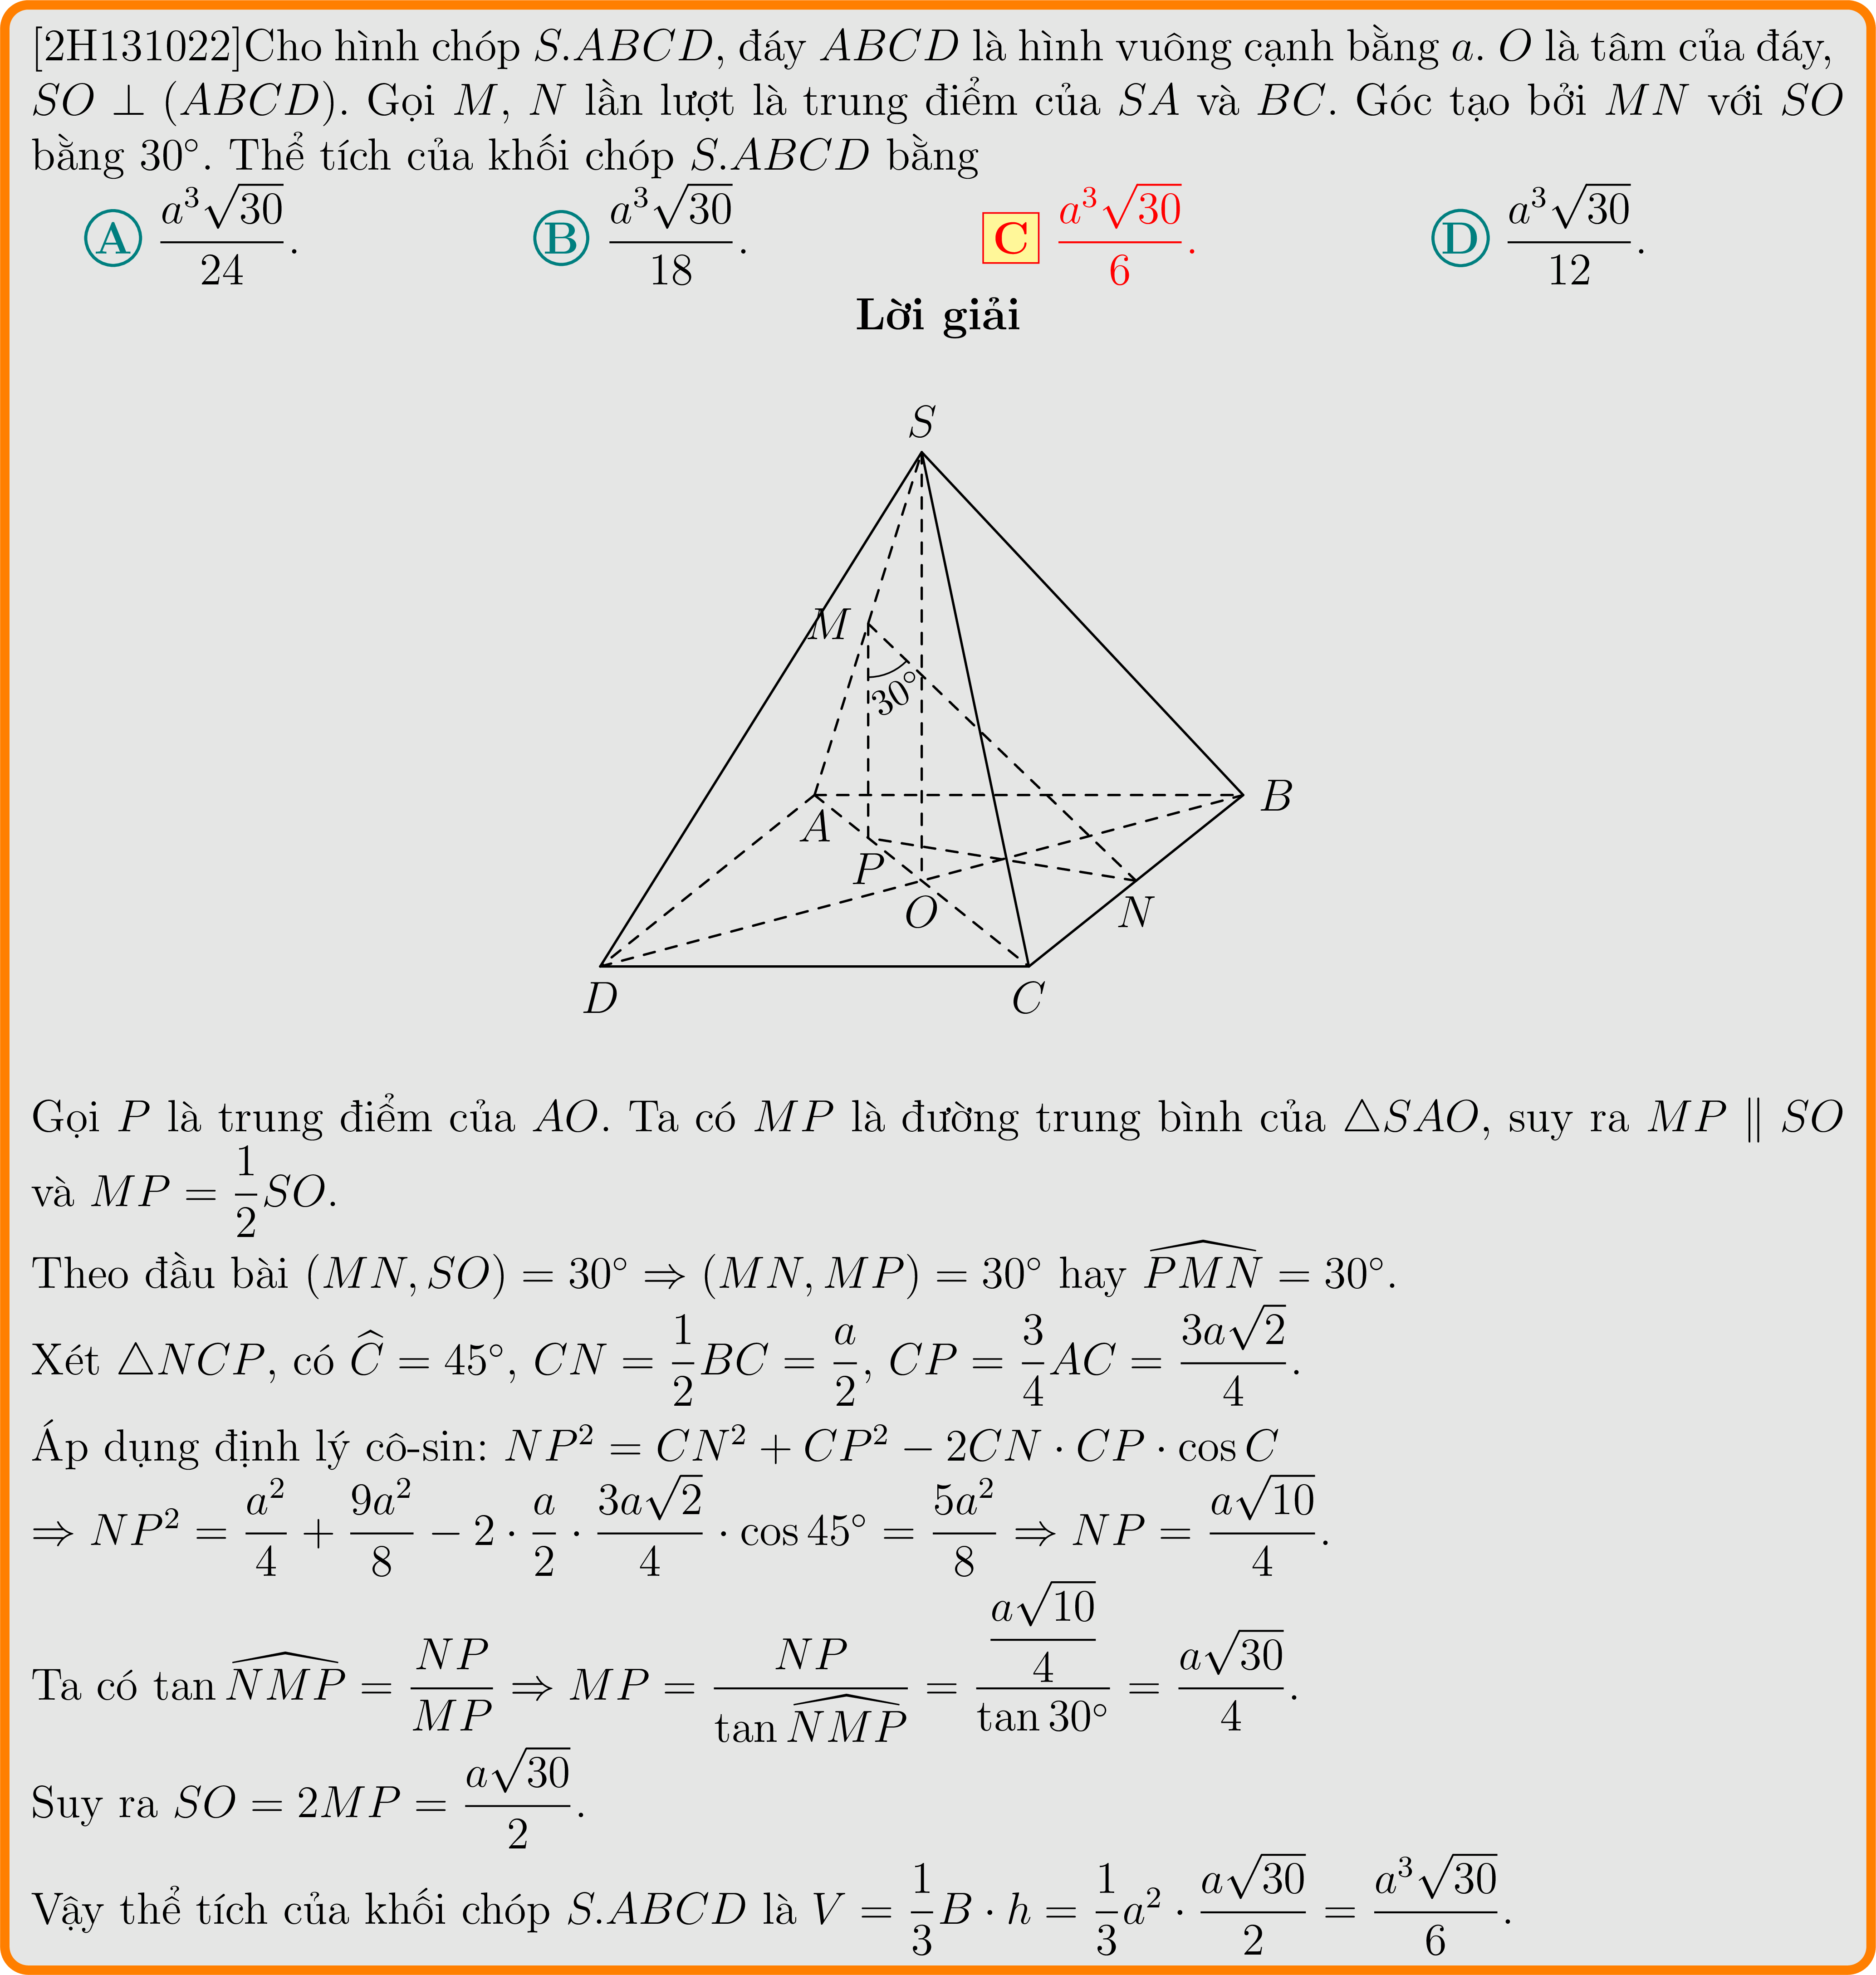 [2H131022]Cho hình chóp S.ABCD, đáy ABCD là hình vuông cạnh bằng a. O là tâm của đáy,
SO ⊥ (ABCD). Gọi M, N lần lượt là trung điểm của SA và BC. Góc tạo bởi MN với SO
bằng 30°. Thể tích của khối chóp S.ABCD bằng
A $\frac{a^3\sqrt{30}}{24}$. B $\frac{a^3\sqrt{30}}{18}$. C $\frac{a^3\sqrt{30}}{6}$. D $\frac{a^3\sqrt{30}}{12}$.
Lời giải
S
M
30°
B
A
P
O
N
D
C
Gọi P là trung điểm của AO. Ta có MP là đường trung bình của △SAO, suy ra MP ∥ SO
và $MP = \frac{1}{2}SO$.
Theo đầu bài (MN, SO) = 30° ⇒ (MN, MP) = 30° hay $\widehat{PMN}$ = 30°.
Xét △NCP, có $\widehat{C}$ = 45°, $CN = \frac{1}{2}BC = \frac{a}{2}$, $CP = \frac{3}{4}AC = \frac{3a\sqrt{2}}{4}$.
Áp dụng định lý cô-sin: $NP^2 = CN^2 + CP^2 - 2CN \cdot CP \cdot \cos C$
$\Rightarrow NP^2 = \frac{a^2}{4} + \frac{9a^2}{8} - 2 \cdot \frac{a}{2} \cdot \frac{3a\sqrt{2}}{4} \cdot \cos 45° = \frac{5a^2}{8} \Rightarrow NP = \frac{a\sqrt{10}}{4}$.
Ta có $\tan \widehat{NMP} = \frac{NP}{MP} \Rightarrow MP = \frac{NP}{\tan \widehat{NMP}} = \frac{\frac{a\sqrt{10}}{4}}{\tan 30°} = \frac{a\sqrt{30}}{4}$.
Suy ra $SO = 2MP = \frac{a\sqrt{30}}{2}$.
Vậy thể tích của khối chóp S.ABCD là $V = \frac{1}{3}B \cdot h = \frac{1}{3}a^2 \cdot \frac{a\sqrt{30}}{2} = \frac{a^3\sqrt{30}}{6}$.